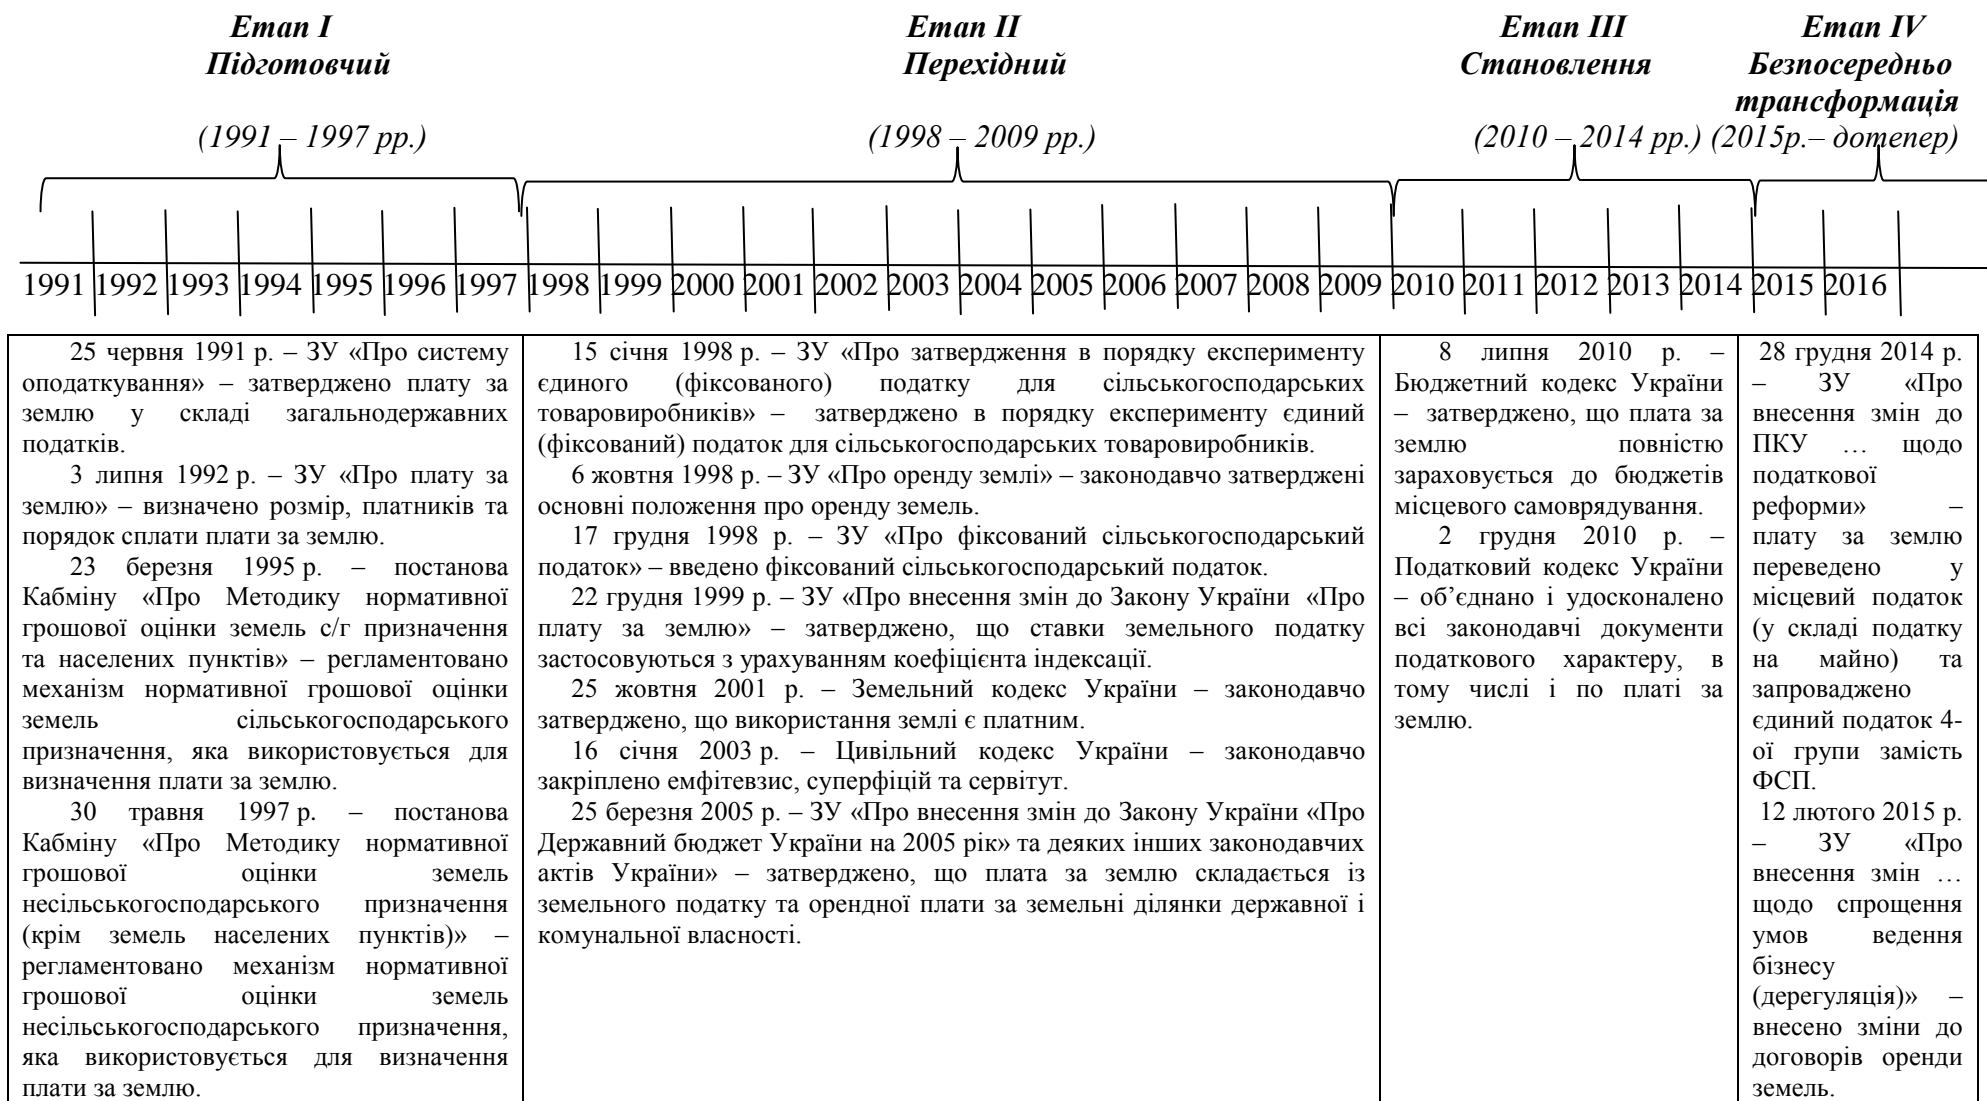 Етап І
Підготовчий
(1991 – 1997 рр.)
Етап ІІ
Перехідний
(1998 – 2009 рр.)
Етап ІІІ
Становлення
(2010 – 2014 рр.)
Етап IV
Безпосередньо
трансформація
(2015р.– дотепер)
1991 1992 1993 1994 1995 1996 1997 1998 1999 2000 2001 2002 2003 2004 2005 2006 2007 2008 2009 2010 2011 2012 2013 2014 2015 2016
25 червня 1991 р. – ЗУ «Про систему
оподаткування» – затверджено плату за
землю у складі загальнодержавних
податків.
3 липня 1992 р. – ЗУ «Про плату за
землю» – визначено розмір, платників та
порядок сплати плати за землю.
23 березня 1995 р. – постанова
Кабміну «Про Методику нормативної
грошової оцінки земель с/г призначення
та населених пунктів» – регламентовано
механізм нормативної грошової оцінки
земель сільськогосподарського
призначення, яка використовується для
визначення плати за землю.
30 травня 1997 р. – постанова
Кабміну «Про Методику нормативної
грошової оцінки земель
несільськогосподарського призначення
(крім земель населених пунктів)» –
регламентовано механізм нормативної
грошової оцінки земель
несільськогосподарського призначення,
яка використовується для визначення
плати за землю.
15 січня 1998 р. – ЗУ «Про затвердження в порядку експерименту
єдиного (фіксованого) податку для сільськогосподарських
товаровиробників» – затверджено в порядку експерименту єдиний
(фіксований) податок для сільськогосподарських товаровиробників.
6 жовтня 1998 р. – ЗУ «Про оренду землі» – законодавчо затверджені
основні положення про оренду земель.
17 грудня 1998 р. – ЗУ «Про фіксований сільськогосподарський
податок» – введено фіксований сільськогосподарський податок.
22 грудня 1999 р. – ЗУ «Про внесення змін до Закону України «Про
плату за землю» – затверджено, що ставки земельного податку
застосовуються з урахуванням коефіцієнта індексації.
25 жовтня 2001 р. – Земельний кодекс України – законодавчо
затверджено, що використання землі є платним.
16 січня 2003 р. – Цивільний кодекс України – законодавчо
закріплено емфітевзис, суперфіцій та сервітут.
25 березня 2005 р. – ЗУ «Про внесення змін до Закону України «Про
Державний бюджет України на 2005 рік» та деяких інших законодавчих
актів України» – затверджено, що плата за землю складається із
земельного податку та орендної плати за земельні ділянки державної і
комунальної власності.
8 липня 2010 р. –
Бюджетний кодекс України
– затверджено, що плата за
землю повністю
зараховується до бюджетів
місцевого самоврядування.
2 грудня 2010 р. –
Податковий кодекс України
– об’єднано і удосконалено
всі законодавчі документи
податкового характеру, в
тому числі і по платі за
землю.
28 грудня 2014 р.
– ЗУ «Про
внесення змін до
ПКУ … щодо
податкової
реформи» –
плату за землю
переведено у
місцевий податок
(у складі податку
на майно) та
запроваджено
єдиний податок 4-
ої групи замість
ФСП.
12 лютого 2015 р.
– ЗУ «Про
внесення змін …
щодо спрощення
умов ведення
бізнесу
(дерегуляція)» –
внесено зміни до
договорів оренди
земель.